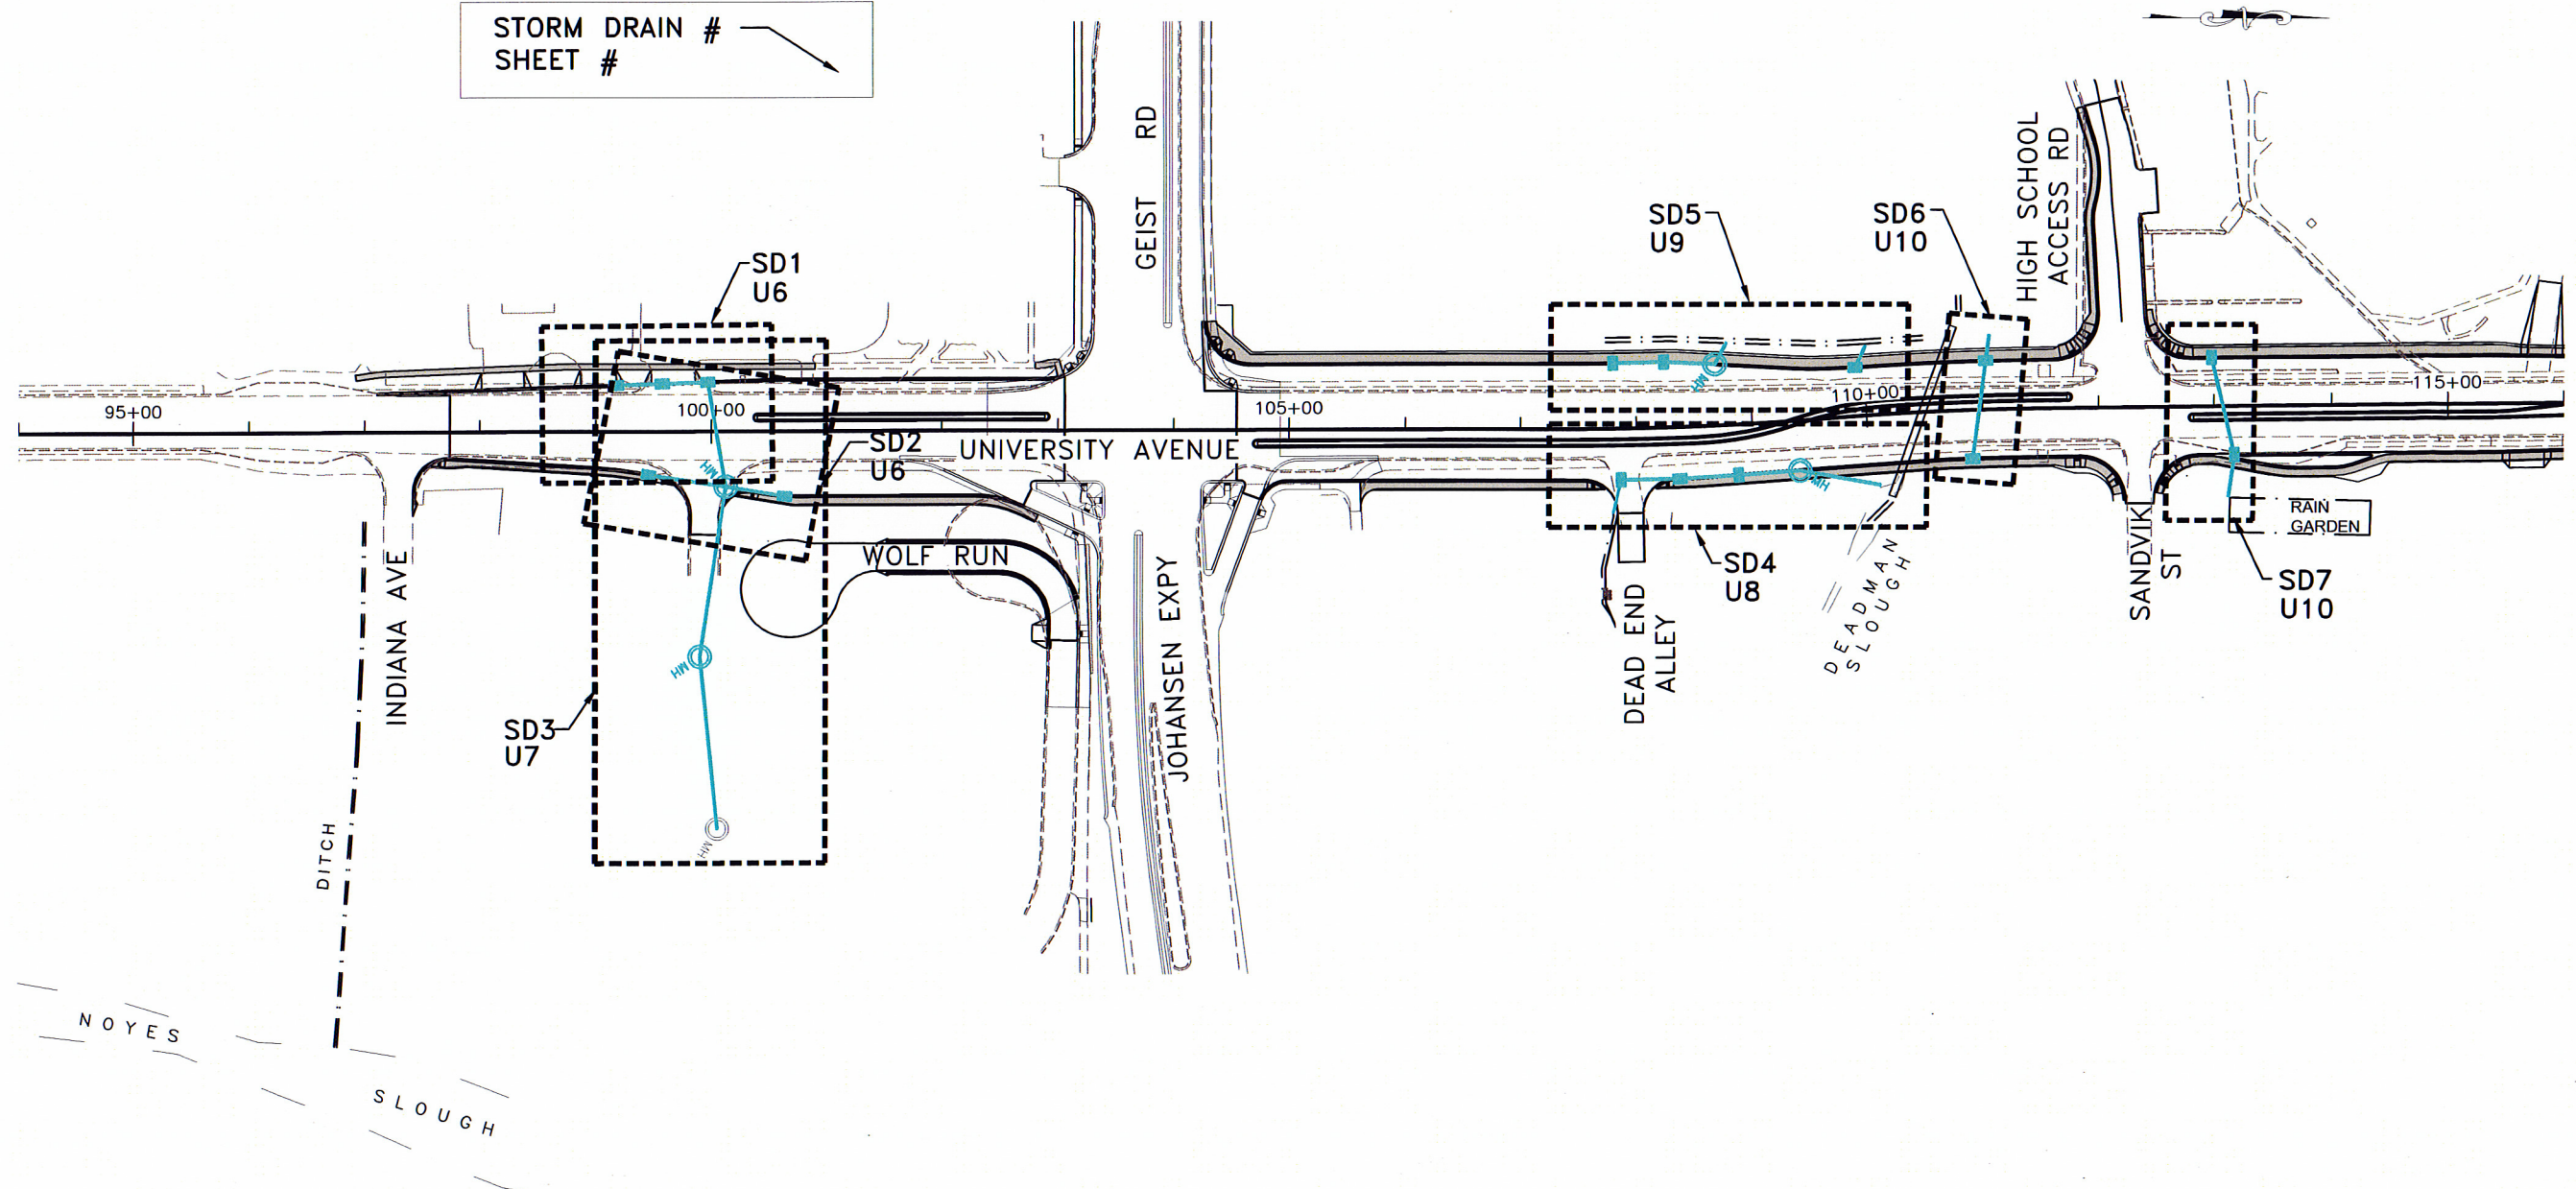 STORM DRAIN #
SHEET #
GEIST RD
HIGH SCHOOL
ACCESS RD
SD5
U9
SD6
U10
SD1
U6
95+00
100+00
105+00
110+00
115+00
SD2
U6
UNIVERSITY AVENUE
MH
MH
MH
MH
MH
WOLF RUN
INDIANA AVE
JOHANSEN EXPY
DEAD END
ALLEY
DEADMAN
SLOUGH
SD4
U8
SANDVIK
ST
RAIN
GARDEN
SD7
U10
SD3
U7
DITCH
NOYES
SLOUGH